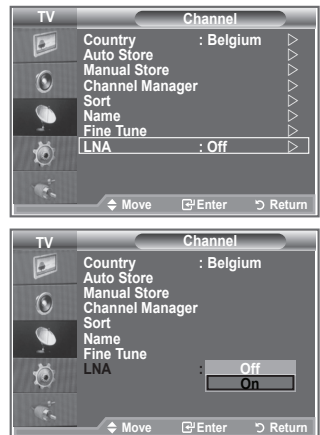 TV Channel
Country : Belgium
Auto Store
Manual Store
Channel Manager
Sort
Name
Fine Tune
LNA : Off
Move Enter Return
TV Channel
Country : Belgium
Auto Store
Manual Store
Channel Manager
Sort
Name
Fine Tune
LNA : Off
On
Move Enter Return